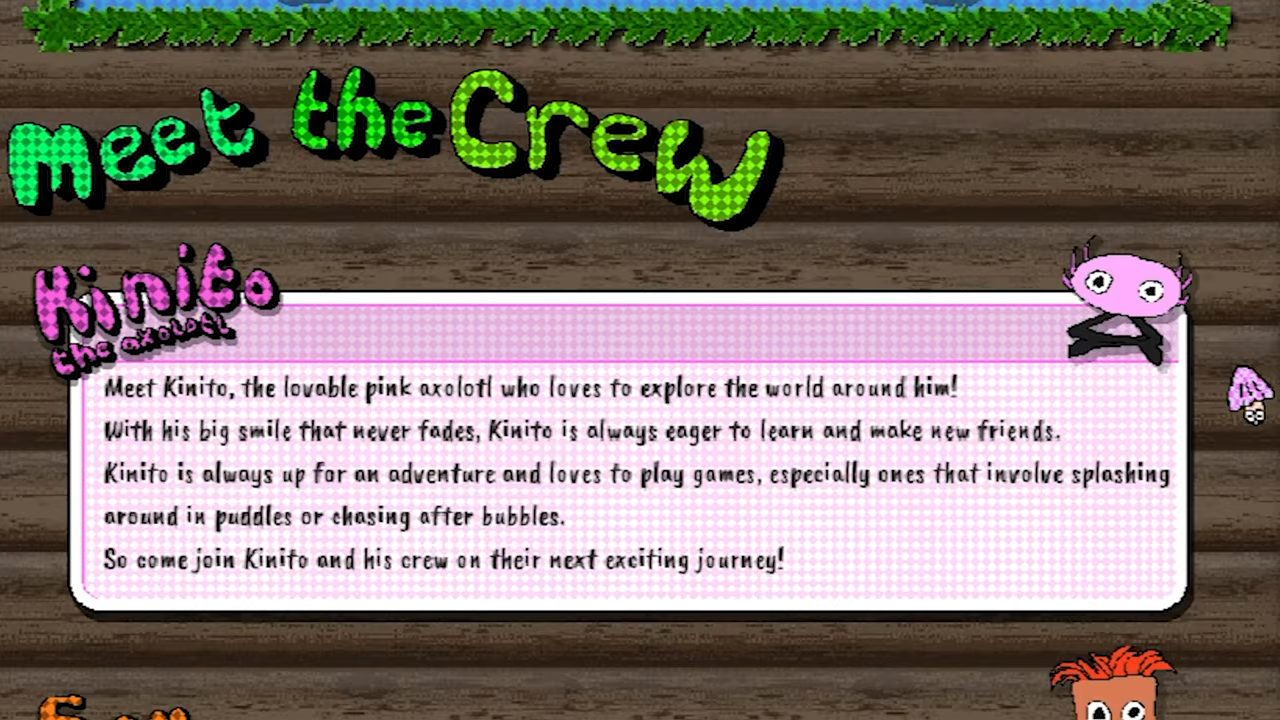 Meet the Crew
Kinito
the axolotl
Meet Kinito, the lovable pink axolotl who loves to explore the world around him!
With his big smile that never fades, Kinito is always eager to learn and make new friends.
Kinito is always up for an adventure and loves to play games, especially ones that involve splashing
around in puddles or chasing after bubbles.
So come join Kinito and his crew on their next exciting journey!